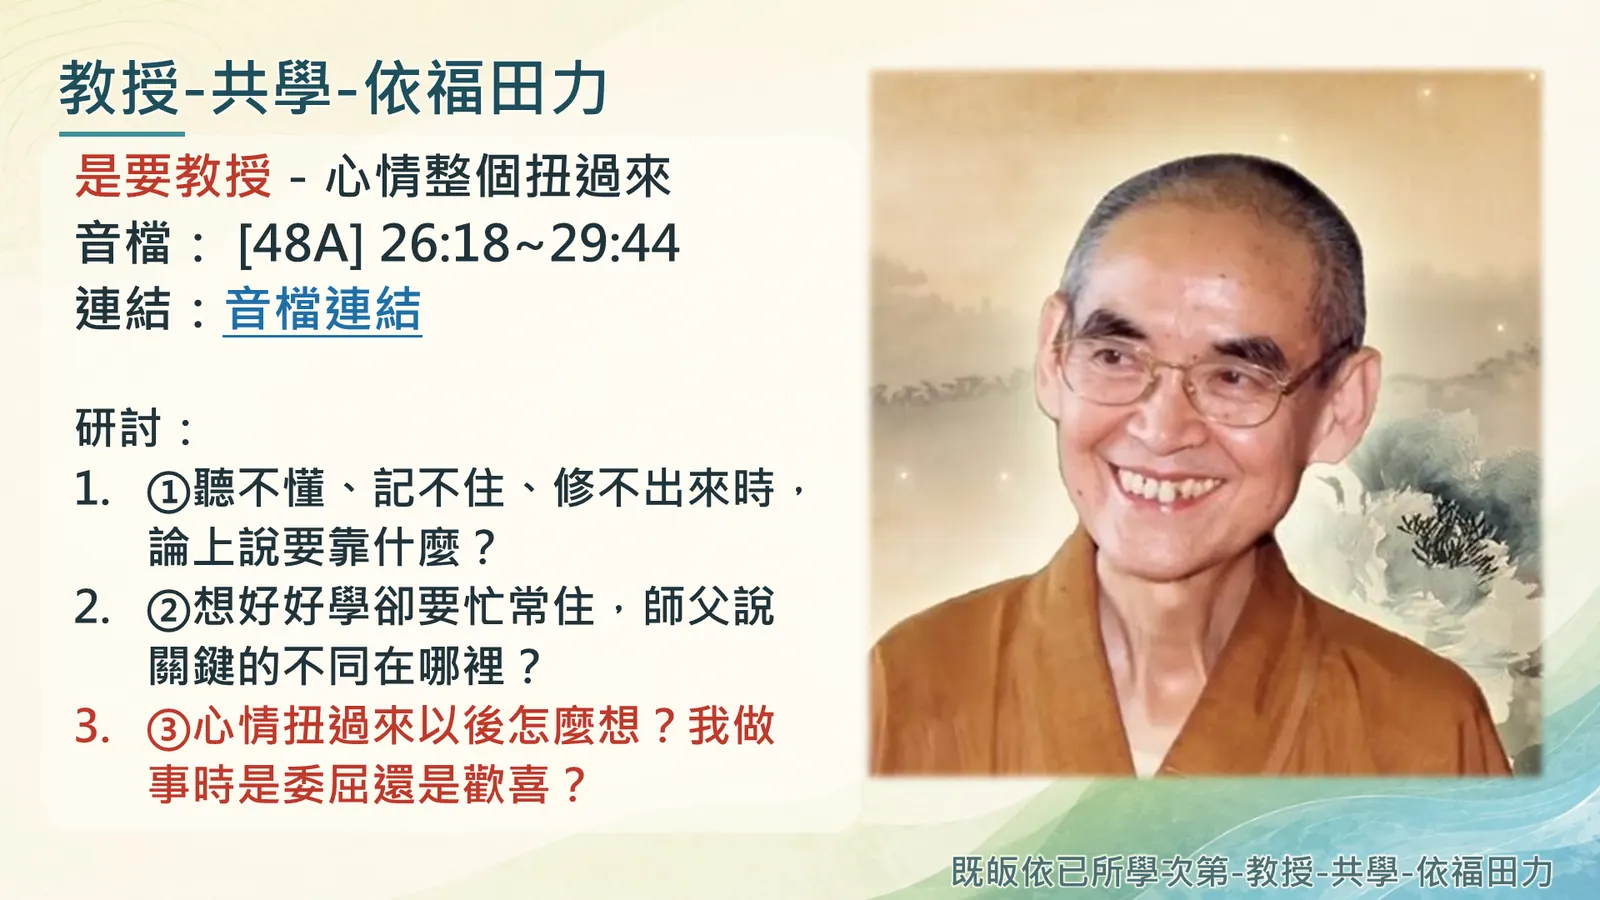 教授-共學-依福田力
是要教授 - 心情整個扭過來
音檔： [48A] 26:18~29:44
連結：音檔連結
研討：
1. ①聽不懂、記不住、修不出來時，
論上說要靠什麼？
2. ②想好好學卻要忙常住，師父說
關鍵的不同在哪裡？
3. ③心情扭過來以後怎麼想？我做
事時是委屈還是歡喜？
既皈依已所學次第-教授-共學-依福田力